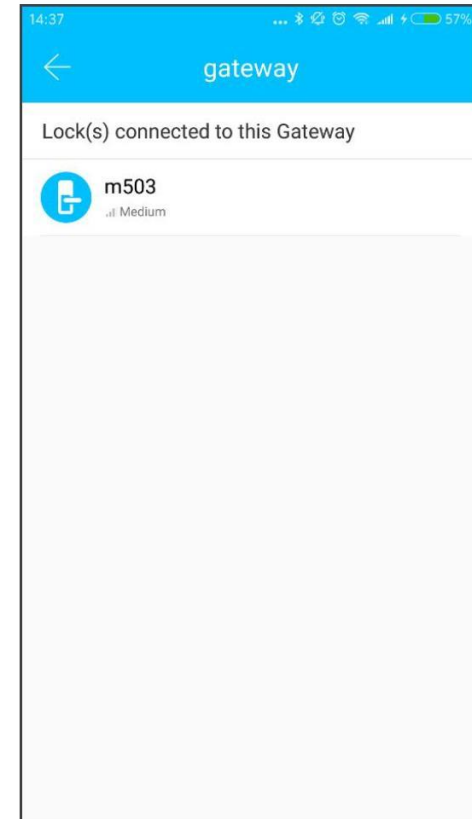 14:37 ... 57%
gateway
Lock(s) connected to this Gateway
m503
Medium